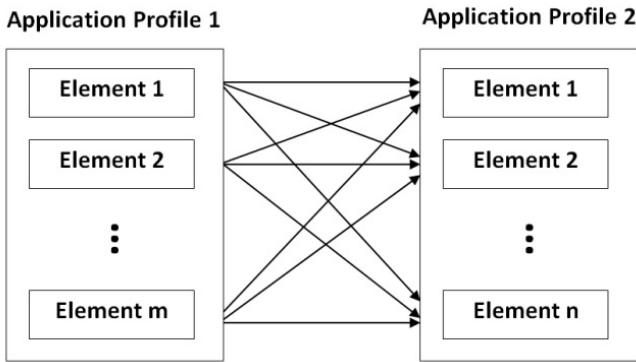 Application Profile 1
Application Profile 2
Element 1
Element 1
Element 2
Element 2
Element m
Element n